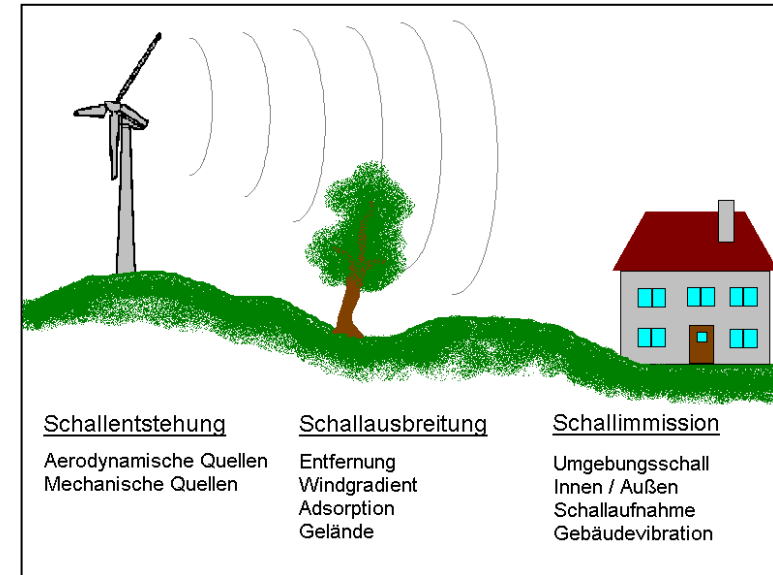 Schallentstehung
Aerodynamische Quellen
Mechanische Quellen
Schallausbreitung
Entfernung
Windgradient
Adsorption
Gelände
Schallimmission
Umgebungsschall
Innen / Außen
Schallaufnahme
Gebäudevibration